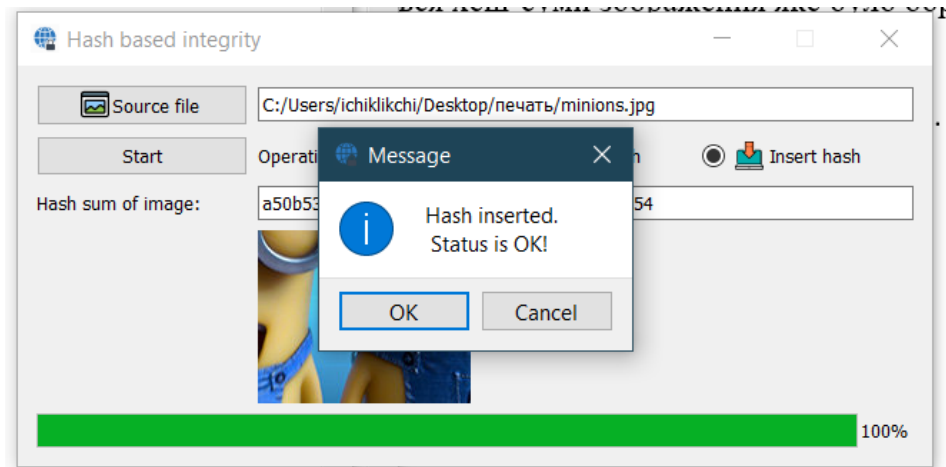 Hash based integrity
Source file
C:/Users/ichiklikchi/Desktop/печать/minions.jpg
Start
Insert hash
Message
Hash inserted.
Status is OK!
OK
Cancel
Hash sum of image:
a50b53
54
100%